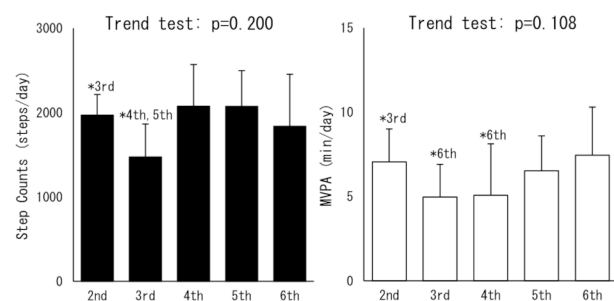 Trend test: p=0.200
Step Counts (steps/day)
3000
2000
1000
0
*3rd
*4th,5th
2nd 3rd 4th 5th 6th
Trend test: p=0.108
MVPA (min/day)
15
10
5
0
*3rd
*6th
*6th
2nd 3rd 4th 5th 6th